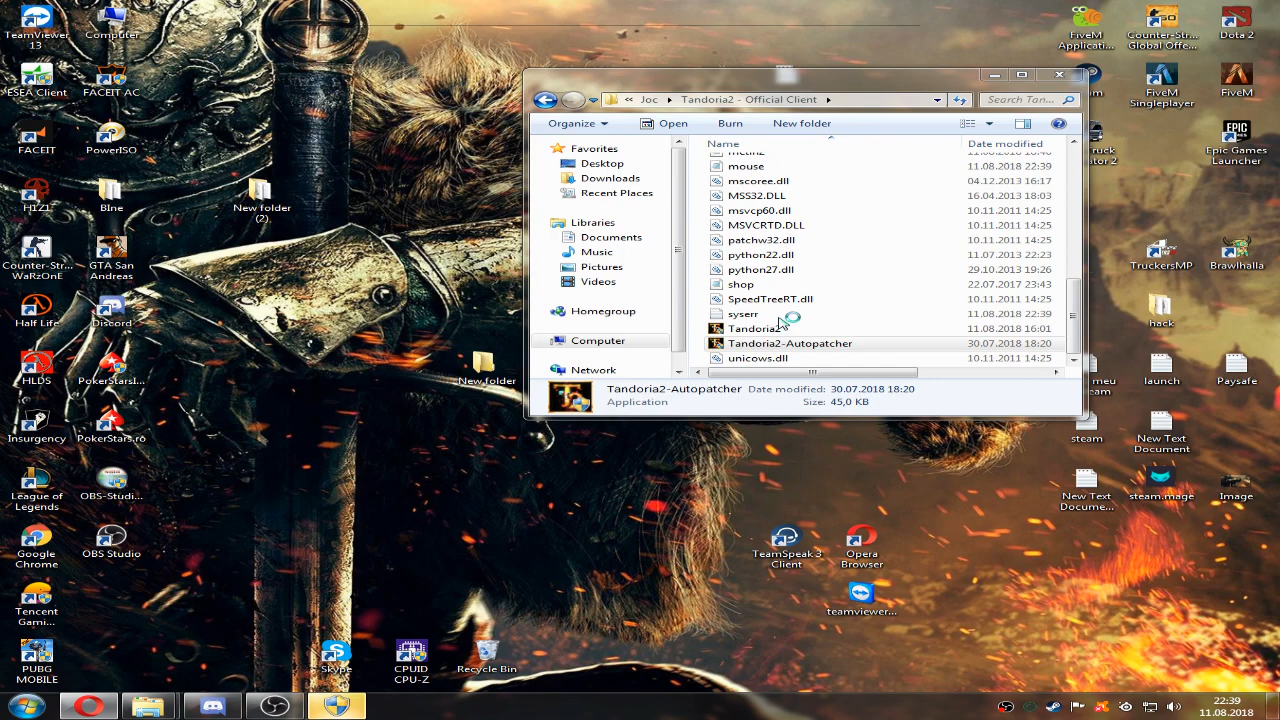 TeamViewer
13
Computer
ESEA Client
FACEIT AC
FACEIT
PowerISO
H1Z1
BIne
New folder
(2)
Counter-Str...
WaRzOnE
GTA San
Andreas
Half Life
Discord
HLDS
PokerStarsI...
New folder
Insurgency
PokerStars.ro
League of
Legends
OBS-Studi...
Google
Chrome
OBS Studio
Tencent
Gami...
PUBG
MOBILE
Skype
CPUID
CPU-Z
Recycle Bin
Joc
Tandoria2 - Official Client
Search Tan...
Organize
Open
Burn
New folder
Favorites
Desktop
Downloads
Recent Places
Libraries
Documents
Music
Pictures
Videos
Homegroup
Computer
Network
Name
Date modified
mouse
11.08.2018 22:39
mscoree.dll
04.12.2013 16:17
MSS32.DLL
16.04.2013 18:03
msvcp60.dll
10.11.2011 14:25
MSVCRTD.DLL
10.11.2011 14:25
patchw32.dll
10.11.2011 14:25
python22.dll
11.07.2013 22:23
python27.dll
29.10.2013 19:26
shop
22.07.2017 23:43
SpeedTreeRT.dll
10.11.2011 14:25
syserr
11.08.2018 22:39
Tandoria2
11.08.2018 16:01
Tandoria2-Autopatcher
30.07.2018 18:20
unicows.dll
10.11.2011 14:25
Tandoria2-Autopatcher
Date modified: 30.07.2018 18:20
Application
Size: 45,0 KB
FiveM
Applicati...
Counter-Str...
Global Offe...
Dota 2
FiveM
Singleplayer
FiveM
Epic Games
Launcher
TruckersMP
Brawlhalla
hack
launch
Paysafe
steam
New Text
Document
New Text
Docume...
steam.mage
Image
TeamSpeak 3
Client
Opera
Browser
teamviewer...
22:39
11.08.2018